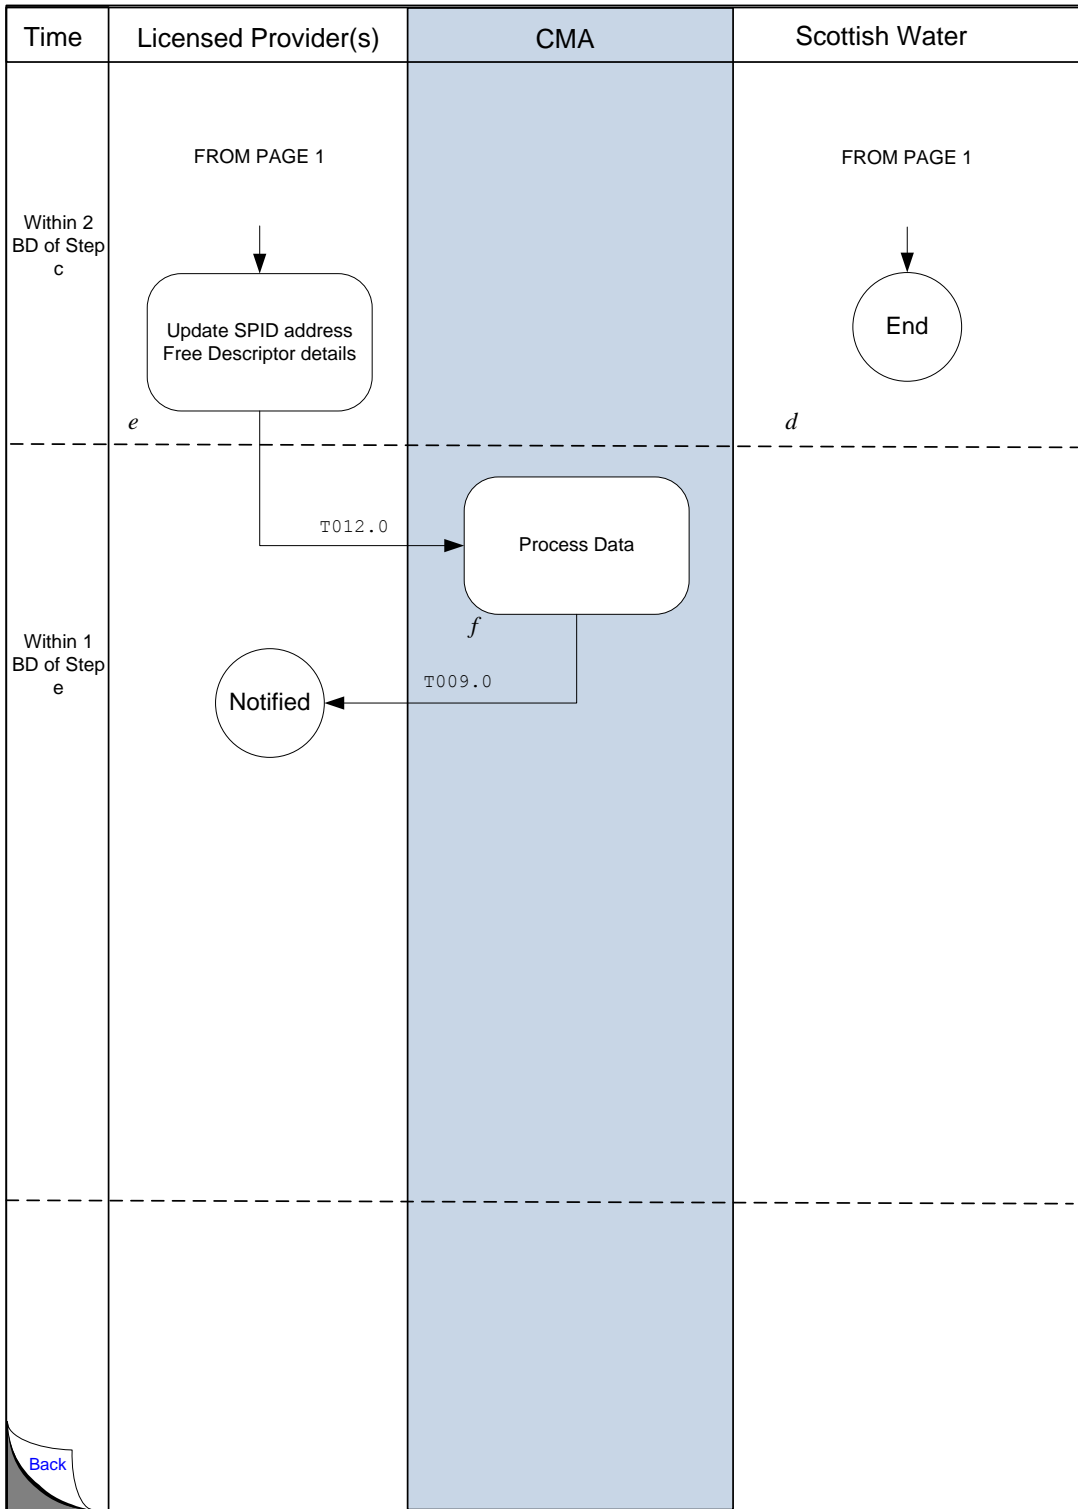 Time
Licensed Provider(s)
CMA
Scottish Water
FROM PAGE 1
FROM PAGE 1
Within 2
BD of Step
c
Update SPID address
Free Descriptor details
End
e
d
T012.0
Process Data
f
Within 1
BD of Step
e
T009.0
Notified
Back